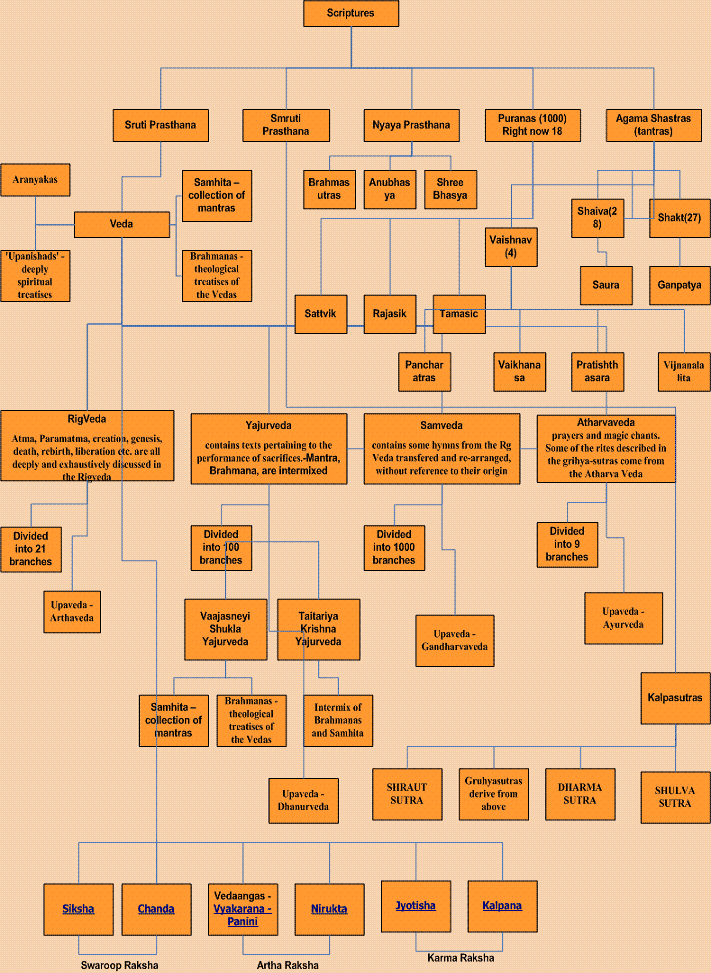 Scriptures
Sruti Prasthana
Smruti
Prasthana
Nyaya Prasthana
Puranas (1000)
Right now 18
Agama Shastras
(tantras)
Aranyakas
Samhita –
collection of
mantras
Veda
'Upanishads' -
deeply
spiritual
treatises
Brahmanas -
theological
treatises of
the Vedas
Brahmas
utras
Anubhas
ya
Shree
Bhasya
Vaishnav
(4)
Shaiva(2
8)
Shakt(27)
Saura
Ganpatya
Sattvik
Rajasik
Tamasic
Panchar
atras
Vaikhana
sa
Pratishth
asara
Vijnanala
lita
RigVeda
Atma, Paramatma, creation, genesis,
death, rebirth, liberation etc. are all
deeply and exhaustively discussed in
the Rigveda
Yajurveda
contains texts pertaining to the
performance of sacrifices.-Mantra,
Brahmana, are intermixed
Samveda
contains some hymns from the Rg
Veda transfered and re-arranged,
without reference to their origin
Atharvaveda
prayers and magic chants.
Some of the rites described in
the grihya-sutras come from
the Atharva Veda
Divided
into 21
branches
Divided
into 100
branches
Divided
into 1000
branches
Divided
into 9
branches
Upaveda -
Arthaveda
Vaajasneyi
Shukla
Yajurveda
Taitariya
Krishna
Yajurveda
Upaveda -
Gandharvaveda
Upaveda -
Ayurveda
Samhita –
collection of
mantras
Brahmanas -
theological
treatises of
the Vedas
Intermix of
Brahmanas
and Samhita
Kalpasutras
Upaveda -
Dhanurveda
SHRAUT
SUTRA
Gruhyasutras
derive from
above
DHARMA
SUTRA
SHULVA
SUTRA
Siksha
Chanda
Vedaangas -
Vyakarana -
Panini
Nirukta
Jyotisha
Kalpana
Swaroop Raksha
Artha Raksha
Karma Raksha